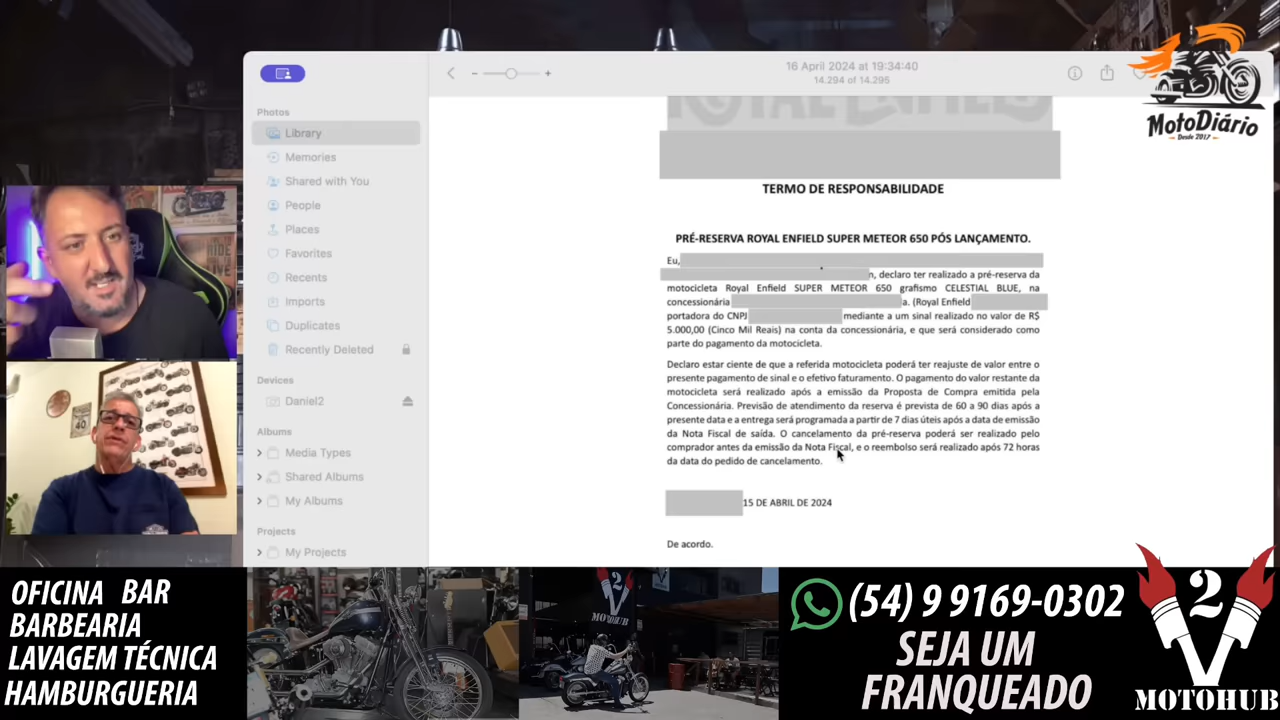 16 April 2024 at 19:34:40
14.294 of 14.295
MotoDiário
Desde 2017
Photos
Library
Memories
Shared with You
People
Places
Favorites
Recents
Imports
Duplicates
Recently Deleted
Devices
Daniel2
Albums
Media Types
Shared Albums
My Albums
Projects
My Projects
ROYAL ENFIELD
TERMO DE RESPONSABILIDADE
PRÉ-RESERVA ROYAL ENFIELD SUPER METEOR 650 PÓS LANÇAMENTO.
Eu,
n, declaro ter realizado a pré-reserva da
motocicleta Royal Enfield SUPER METEOR 650 grafismo CELESTIAL BLUE, na
concessionária a. (Royal Enfield
portadora do CNPJ mediante a um sinal realizado no valor de R$
5.000,00 (Cinco Mil Reais) na conta da concessionária, e que será considerado como
parte do pagamento da motocicleta.
Declaro estar ciente de que a referida motocicleta poderá ter reajuste de valor entre o
presente pagamento de sinal e o efetivo faturamento. O pagamento do valor restante da
motocicleta será realizado após a emissão da Proposta de Compra emitida pela
Concessionária. Previsão de atendimento da reserva é prevista de 60 a 90 dias após a
presente data e a entrega será programada a partir de 7 dias úteis após a data de emissão
da Nota Fiscal de saída. O cancelamento da pré-reserva poderá ser realizado pelo
comprador antes da emissão da Nota Fiscal, e o reembolso será realizado após 72 horas
da data do pedido de cancelamento.
15 DE ABRIL DE 2024
De acordo.
OFICINA BAR
BARBEARIA
LAVAGEM TÉCNICA
HAMBURGUERIA
2
MOTOHUB
(54) 9 9169-0302
SEJA UM
FRANQUEADO
2
MOTOHUB